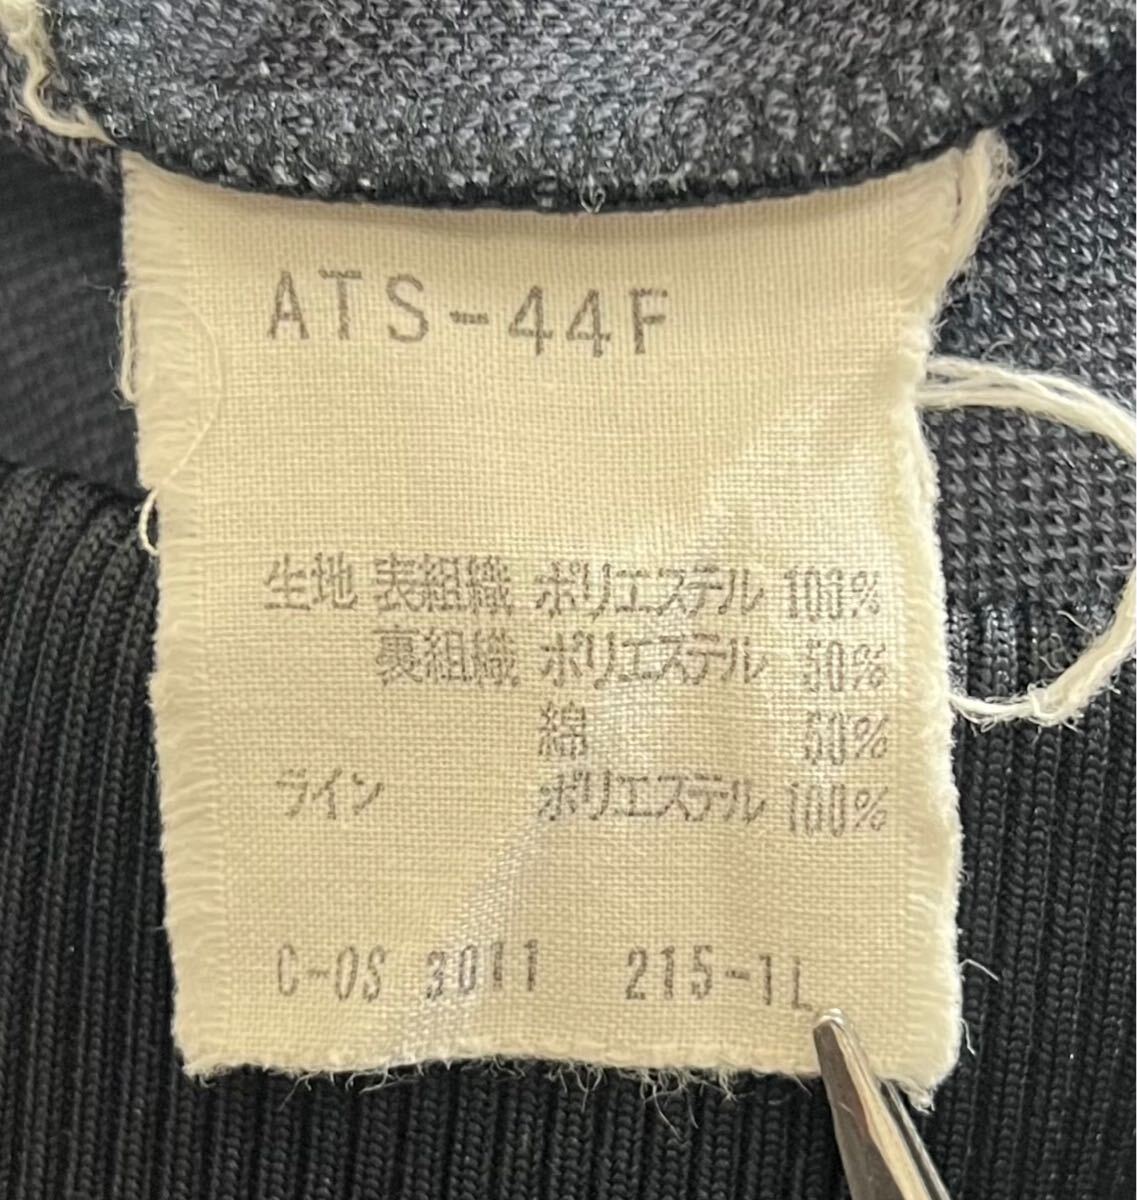 ATS-44F
生地 表組織 ポリエステル 100%
裏組織 ポリエステル 50%
綿 50%
ライン ポリエステル 100%
C-OS 3011 215-1L